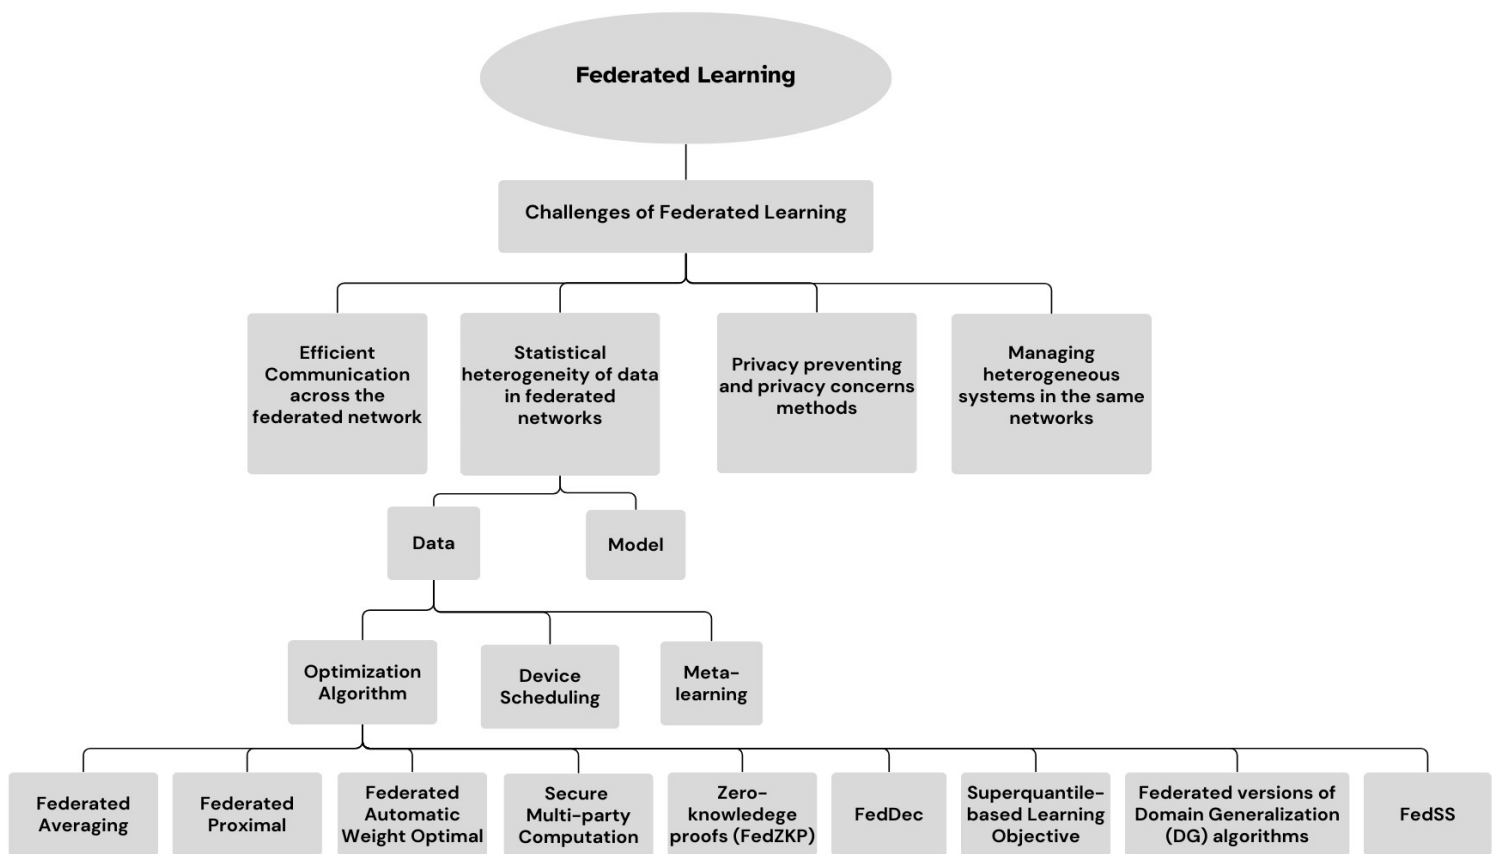 Federated Learning
Challenges of Federated Learning
Efficient
Communication
across the
federated network
Statistical
heterogeneity of data
in federated
networks
Privacy preventing
and privacy concerns
methods
Managing
heterogeneous
systems in the same
networks
Data
Model
Optimization
Algorithm
Device
Scheduling
Meta-
learning
Federated
Averaging
Federated
Proximal
Federated
Automatic
Weight Optimal
Secure
Multi-party
Computation
Zero-
knowledege
proofs (FedZKP)
FedDec
Superquantile-
based Learning
Objective
Federated versions of
Domain Generalization
(DG) algorithms
FedSS